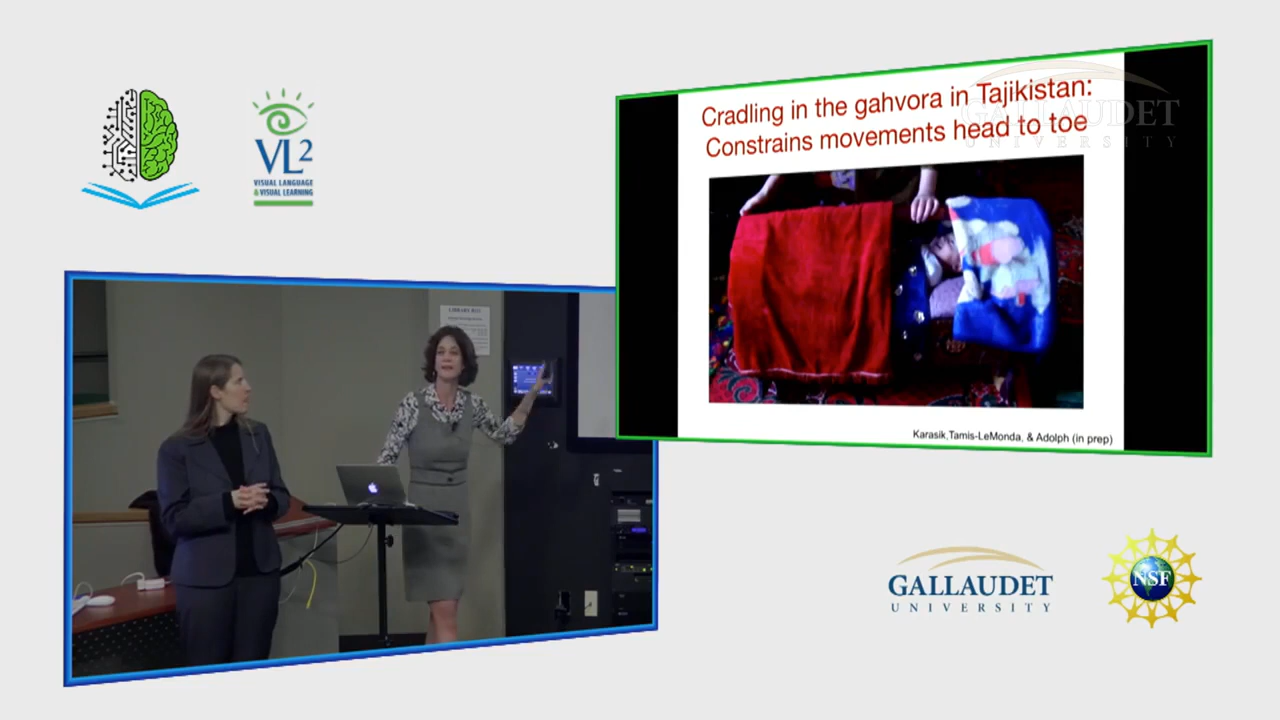 VL2
VISUAL LANGUAGE
& VISUAL LEARNING
Cradling in the gahvora in Tajikistan:
Constrains movements head to toe
GALLAUDET
UNIVERSITY
Karasik,Tamis-LeMonda, & Adolph (in prep)
GALLAUDET
UNIVERSITY
NSF